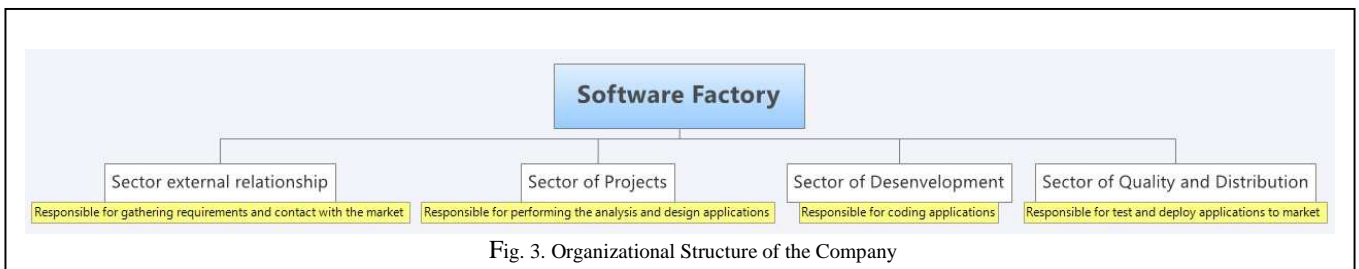 Software Factory
Sector external relationship
Responsible for gathering requirements and contact with the market
Sector of Projects
Responsible for performing the analysis and design applications
Sector of Desenvelopment
Responsible for coding applications
Sector of Quality and Distribution
Responsible for test and deploy applications to market
Fig. 3. Organizational Structure of the Company